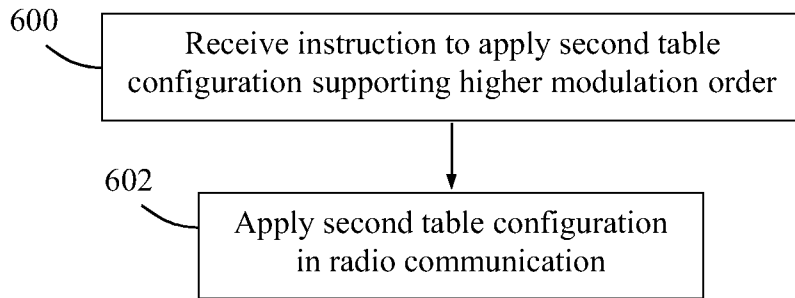 600
Receive instruction to apply second table
configuration supporting higher modulation order
602
Apply second table configuration
in radio communication